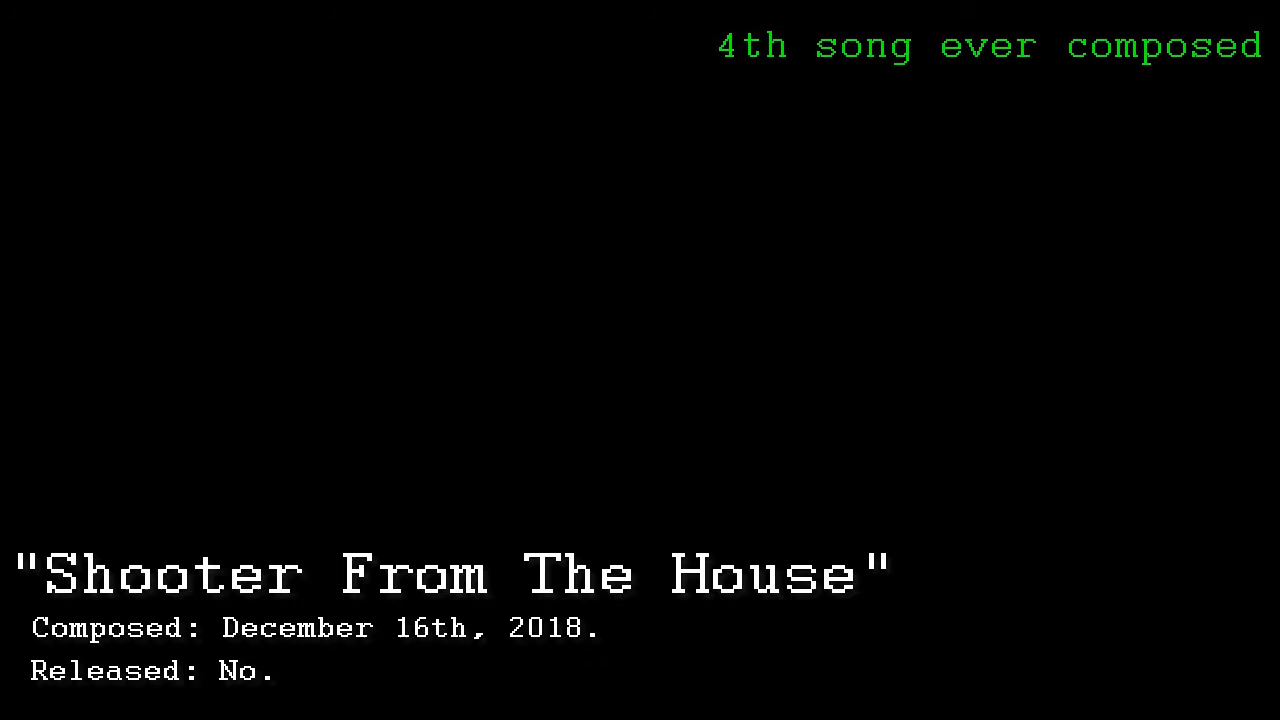 4th song ever composed
"Shooter From The House"
Composed: December 16th, 2018.
Released: No.